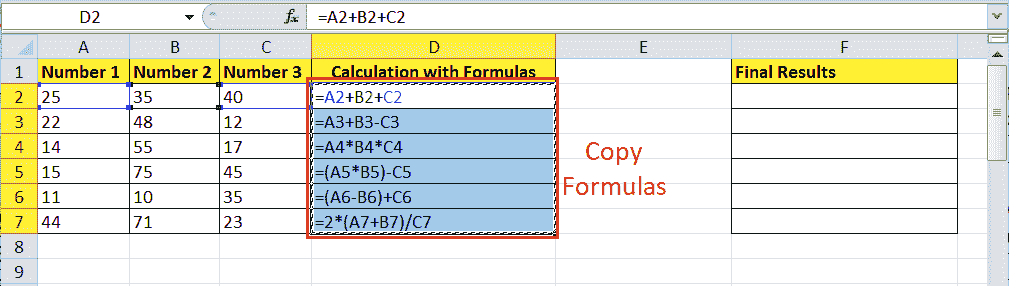 D2 fx =A2+B2+C2
A B C D E F
1 Number 1 Number 2 Number 3 Calculation with Formulas Final Results
2 25 35 40 =A2+B2+C2
3 22 48 12 =A3+B3-C3
4 14 55 17 =A4*B4*C4
5 15 75 45 =(A5*B5)-C5
6 11 10 35 =(A6-B6)+C6
7 44 71 23 =2*(A7+B7)/C7
8
9
Copy
Formulas